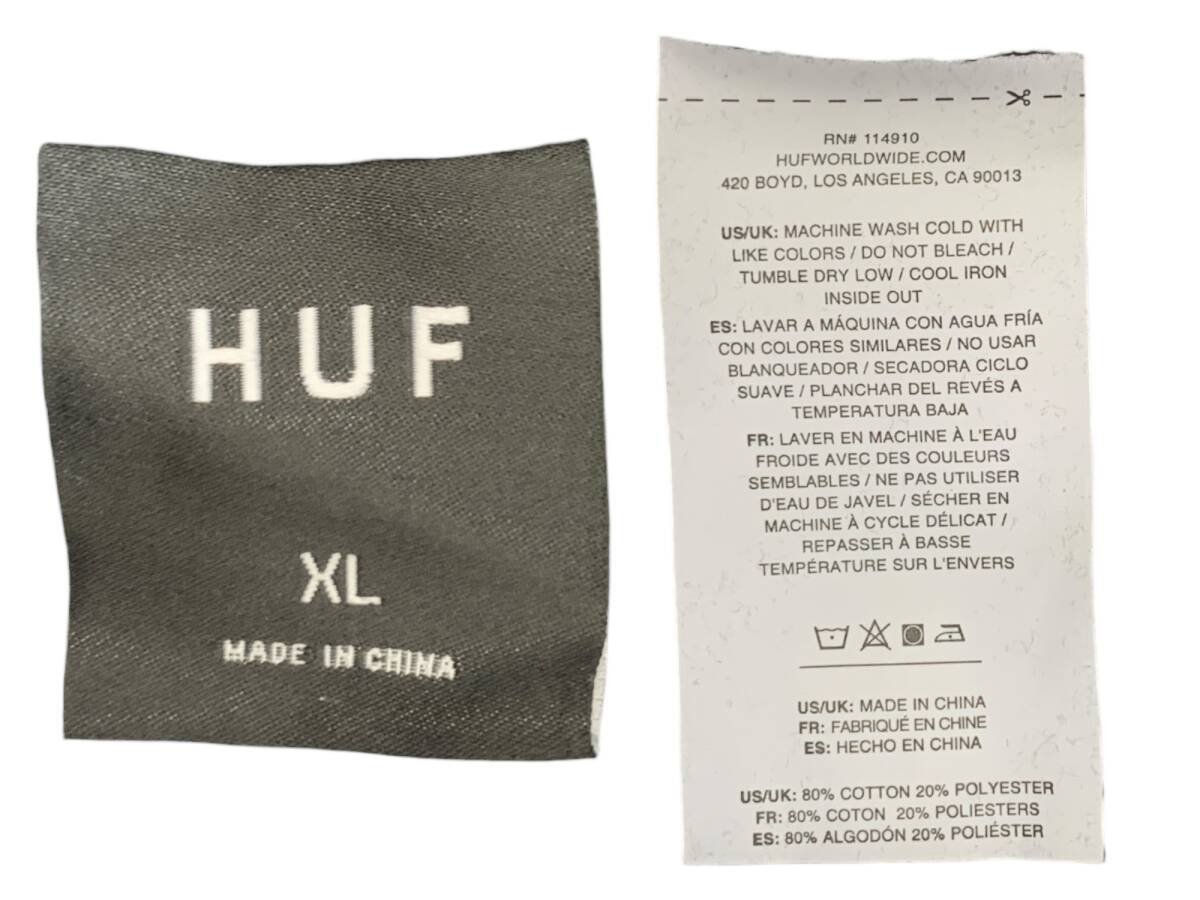 HUF
XL
MADE IN CHINA
RN# 114910
HUFWORLDWIDE.COM
420 BOYD, LOS ANGELES, CA 90013
US/UK: MACHINE WASH COLD WITH
LIKE COLORS / DO NOT BLEACH /
TUMBLE DRY LOW / COOL IRON
INSIDE OUT
ES: LAVAR A MÁQUINA CON AGUA FRÍA
CON COLORES SIMILARES / NO USAR
BLANQUEADOR / SECADORA CICLO
SUAVE / PLANCHAR DEL REVÉS A
TEMPERATURA BAJA
FR: LAVER EN MACHINE À L'EAU
FROIDE AVEC DES COULEURS
SEMBLABLES / NE PAS UTILISER
D'EAU DE JAVEL / SÉCHER EN
MACHINE À CYCLE DÉLICAT /
REPASSER À BASSE
TEMPÉRATURE SUR L'ENVERS
US/UK: MADE IN CHINA
FR: FABRIQUÉ EN CHINE
ES: HECHO EN CHINA
US/UK: 80% COTTON 20% POLYESTER
FR: 80% COTON 20% POLIESTERS
ES: 80% ALGODÓN 20% POLIÉSTER